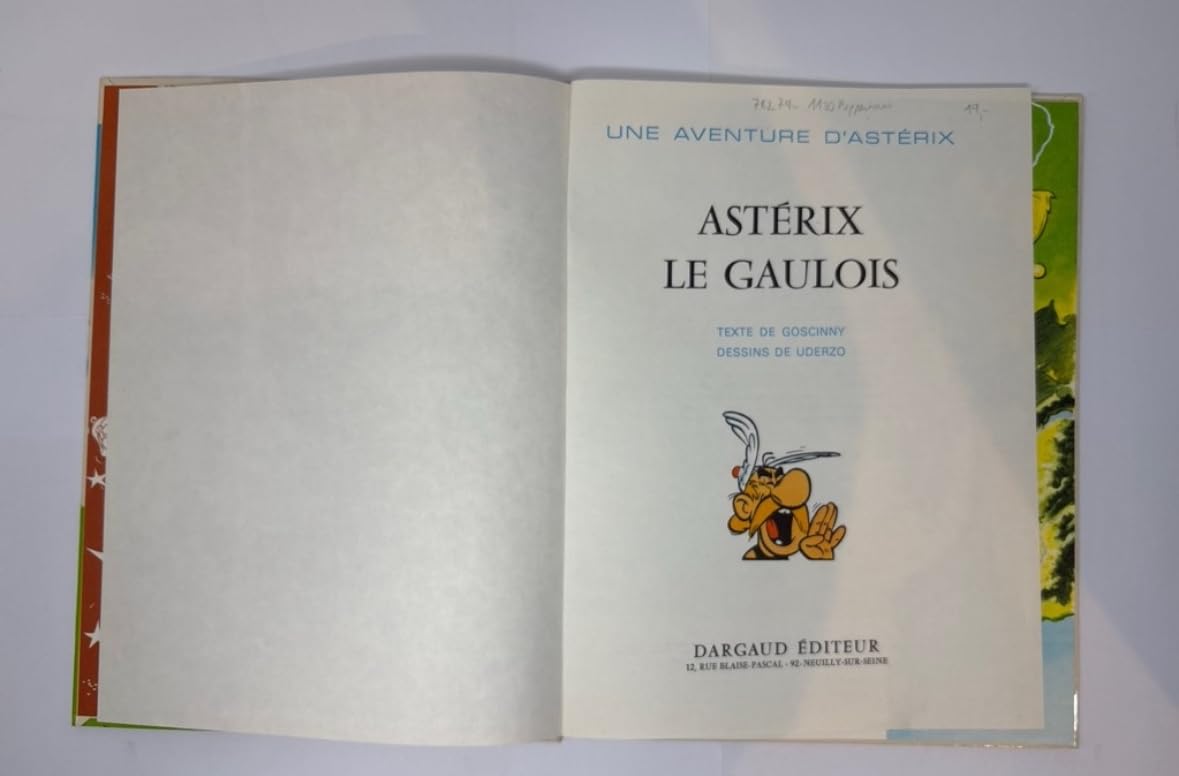 19,-
UNE AVENTURE D'ASTÉRIX
ASTÉRIX
LE GAULOIS
TEXTE DE GOSCINNY
DESSINS DE UDERZO
DARGAUD ÉDITEUR
12, RUE BLAISE-PASCAL - 92-NEUILLY-SUR-SEINE